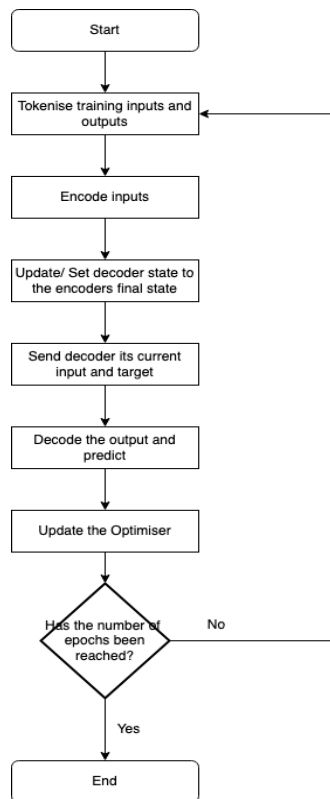 Start
Tokenise training inputs and
outputs
Encode inputs
Update/ Set decoder state to
the encoders final state
Send decoder its current
input and target
Decode the output and
predict
Update the Optimiser
Has the number of
epochs been
reached?
No
Yes
End